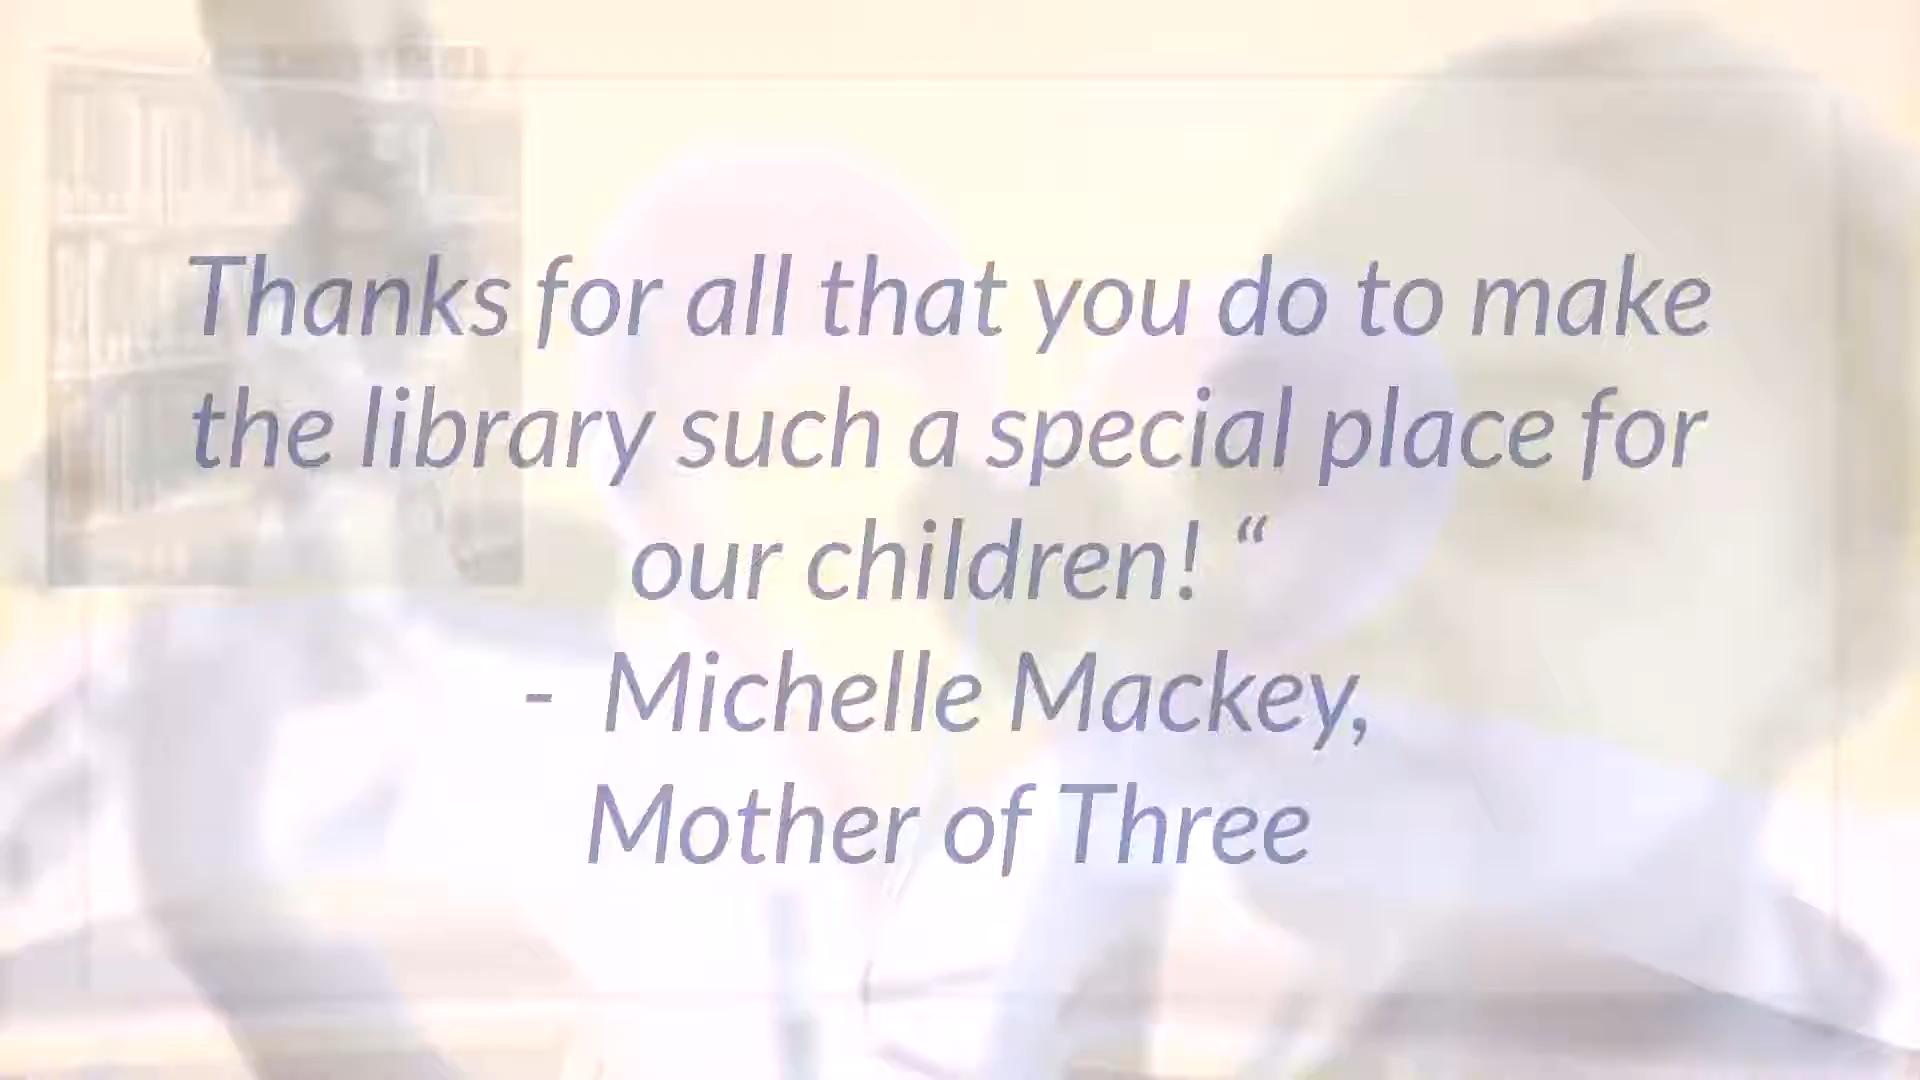 Thanks for all that you do to make
the library such a special place for
our children! “
- Michelle Mackey,
Mother of Three